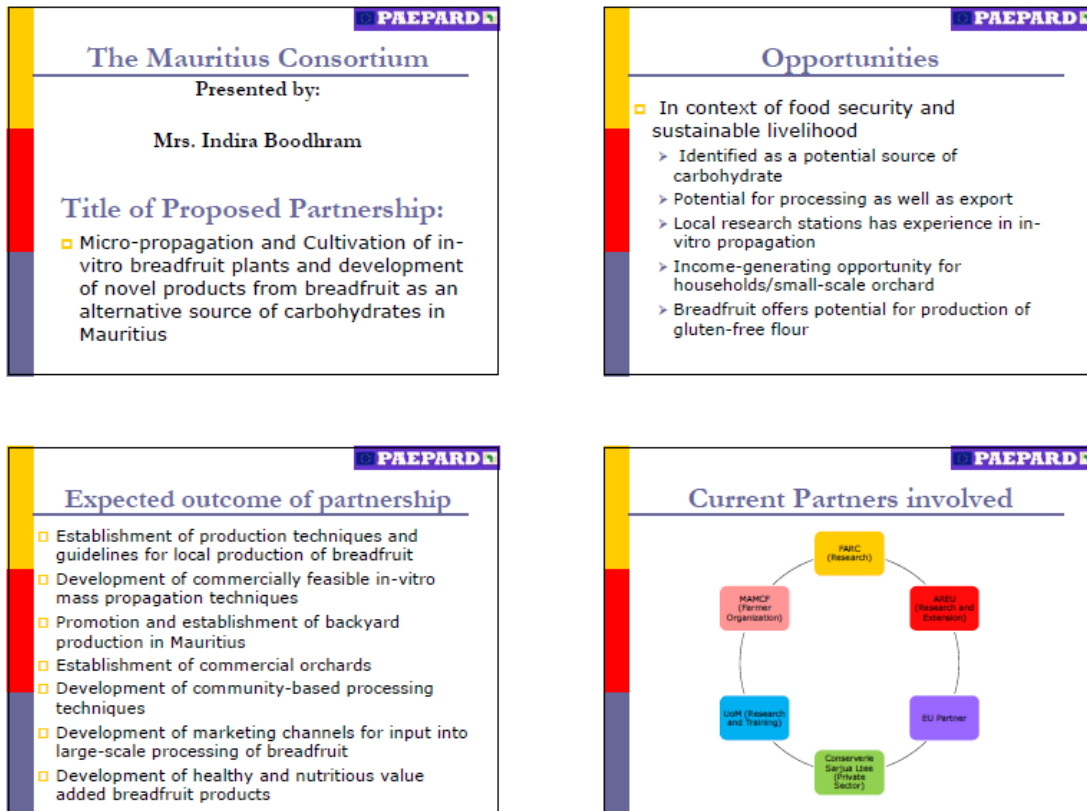 PAEPARD
The Mauritius Consortium
Presented by:
Mrs. Indira Boodhram
Title of Proposed Partnership:
Micro-propagation and Cultivation of in-
vitro breadfruit plants and development
of novel products from breadfruit as an
alternative source of carbohydrates in
Mauritius
PAEPARD
Opportunities
In context of food security and
sustainable livelihood
Identified as a potential source of
carbohydrate
Potential for processing as well as export
Local research stations has experience in in-
vitro propagation
Income-generating opportunity for
households/small-scale orchard
Breadfruit offers potential for production of
gluten-free flour
PAEPARD
Expected outcome of partnership
Establishment of production techniques and
guidelines for local production of breadfruit
Development of commercially feasible in-vitro
mass propagation techniques
Promotion and establishment of backyard
production in Mauritius
Establishment of commercial orchards
Development of community-based processing
techniques
Development of marketing channels for input into
large-scale processing of breadfruit
Development of healthy and nutritious value
added breadfruit products
PAEPARD
Current Partners involved
FARC
(Research)
AREU
(Research and
Extension)
EU Partner
Conserverie
Sarjua Ltee
(Private
Sector)
UoM (Research
and Training)
MAMCF
(Farmer
Organization)